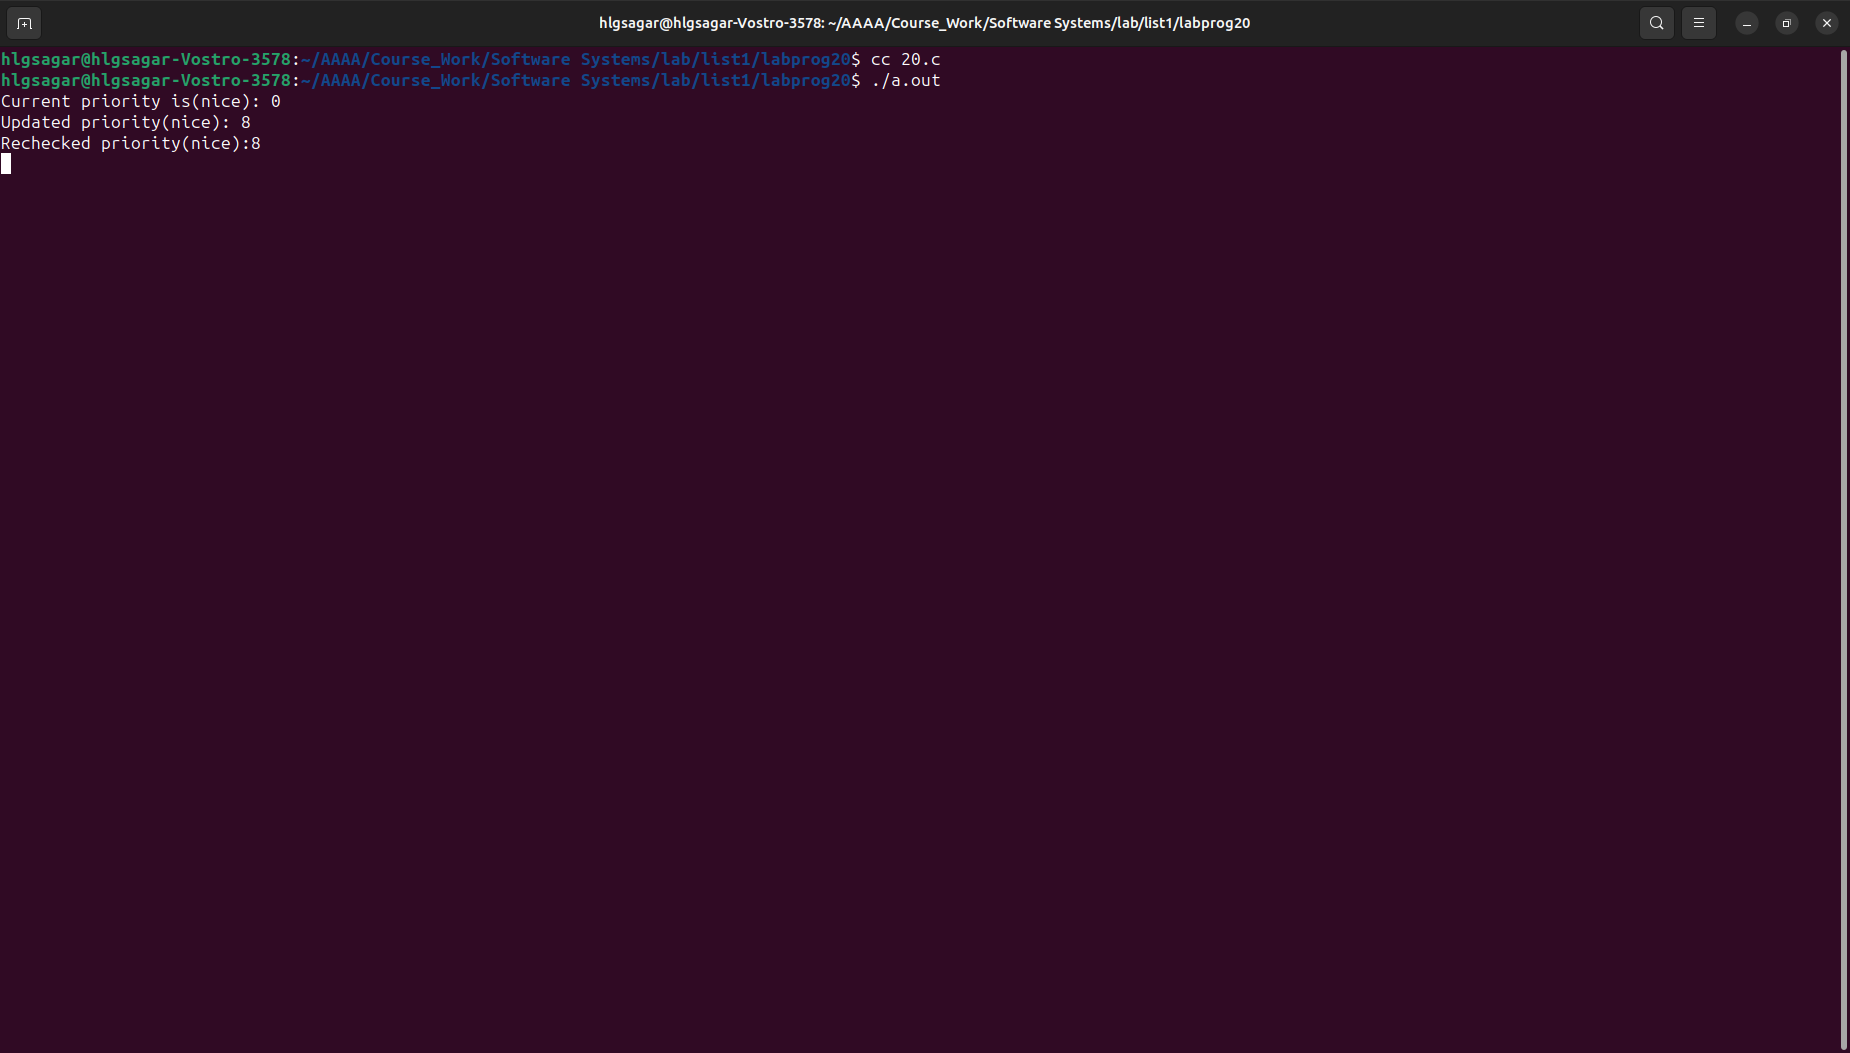 hlgsagar@hlgsagar-Vostro-3578: ~/AAAA/Course_Work/Software Systems/lab/list1/labprog20
hlgsagar@hlgsagar-Vostro-3578:~/AAAA/Course_Work/Software Systems/lab/list1/labprog20$ cc 20.c
hlgsagar@hlgsagar-Vostro-3578:~/AAAA/Course_Work/Software Systems/lab/list1/labprog20$ ./a.out
Current priority is(nice): 0
Updated priority(nice): 8
Rechecked priority(nice):8